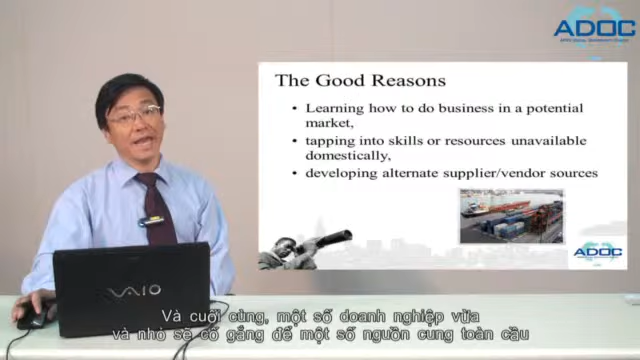 ADOC
The Good Reasons
• Learning how to do business in a potential
market,
• tapping into skills or resources unavailable
domestically,
• developing alternate supplier/vendor sources
ADOC
VAIO
Và cuối cùng, một số doanh nghiệp vừa
và nhỏ sẽ cố gắng để một số nguồn cung toàn cầu